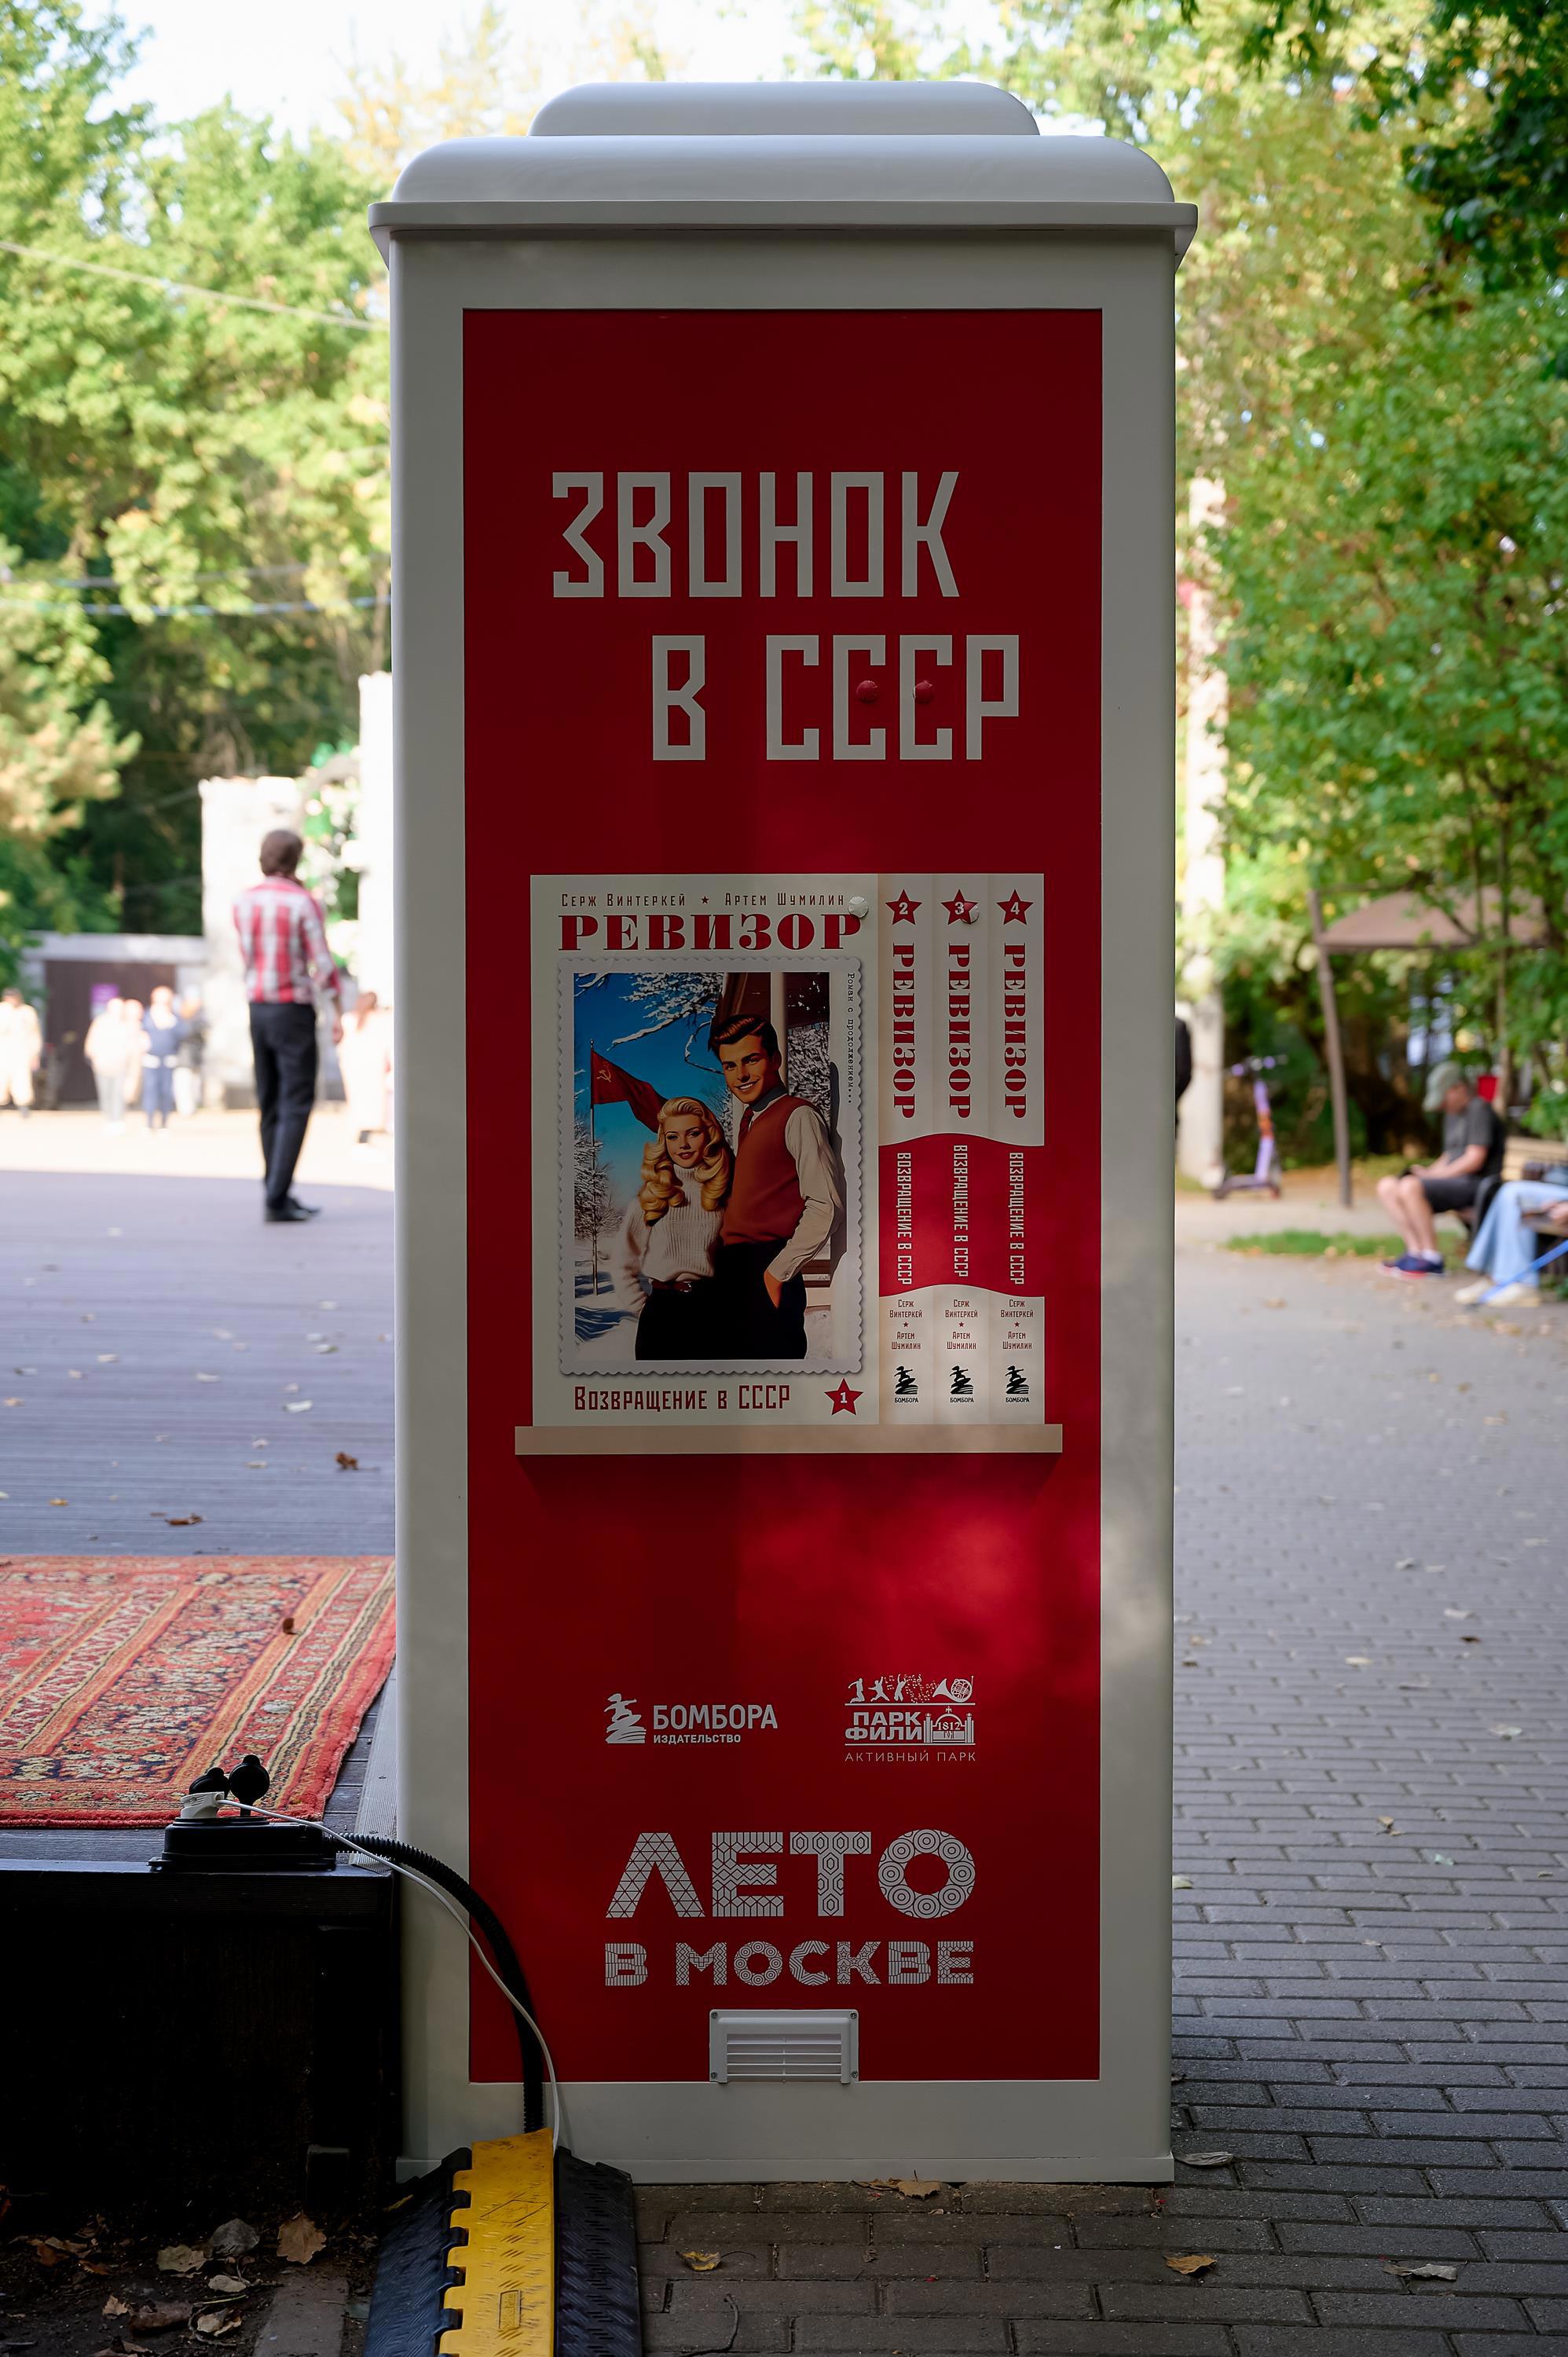 ЗВОНОК
В СССР
Серж Винтеркей ★ Артем Шумилин
РЕВИЗОР
Роман с продолжением...
Возвращение в СССР
1
2
РЕВИЗОР
ВОЗВРАЩЕНИЕ В СССР
Серж
Винтеркей
★
Артем
Шумилин
БОМБОРА
3
РЕВИЗОР
ВОЗВРАЩЕНИЕ В СССР
Серж
Винтеркей
★
Артем
Шумилин
БОМБОРА
4
РЕВИЗОР
ВОЗВРАЩЕНИЕ В СССР
Серж
Винтеркей
★
Артем
Шумилин
БОМБОРА
БОМБОРА
ИЗДАТЕЛЬСТВО
ПАРК
ФИЛИ
1812
АКТИВНЫЙ ПАРК
ЛЕТО
В МОСКВЕ